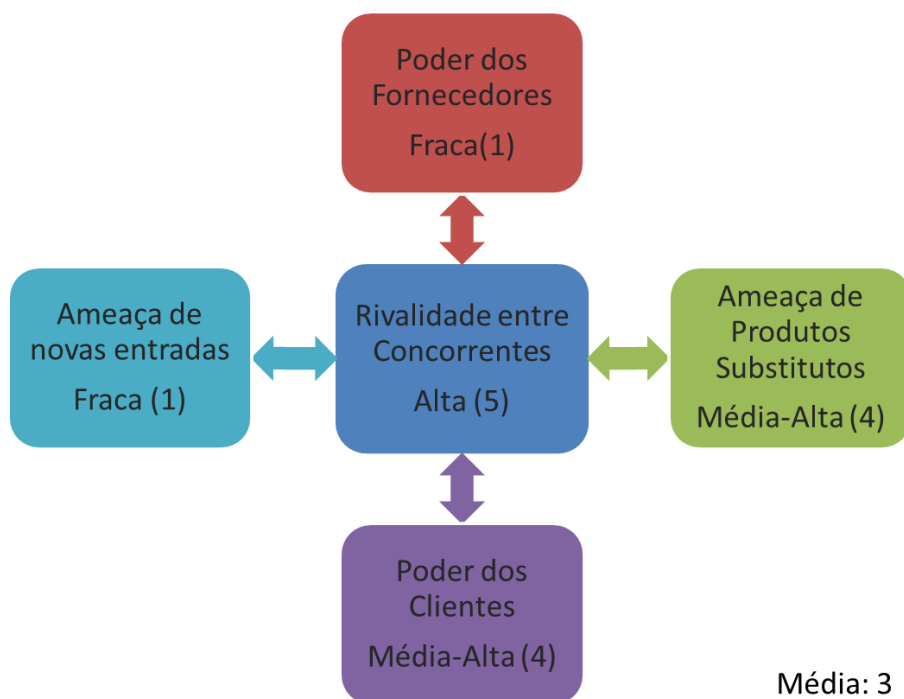 Poder dos
Fornecedores
Fraca(1)
Ameaça de
novas entradas
Fraca (1)
Rivalidade entre
Concorrentes
Alta (5)
Ameaça de
Produtos
Substitutos
Média-Alta (4)
Poder dos
Clientes
Média-Alta (4)
Média: 3